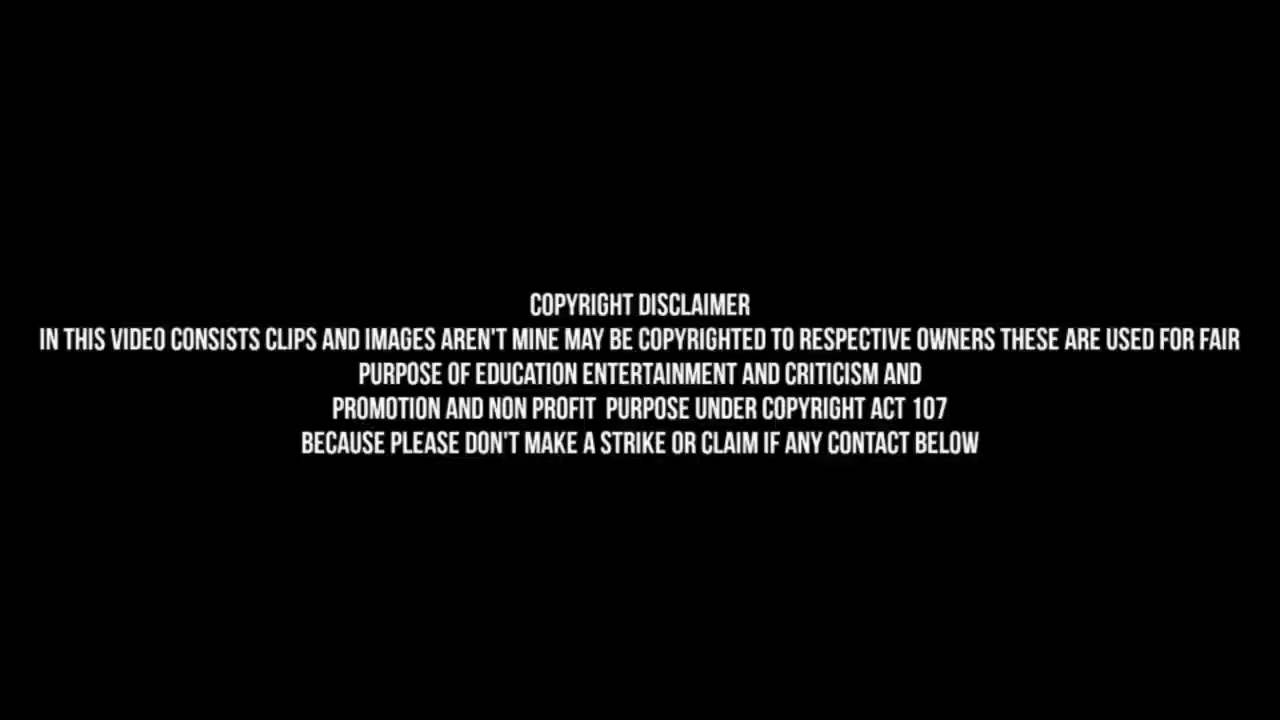 COPYRIGHT DISCLAIMER
IN THIS VIDEO CONSISTS CLIPS AND IMAGES AREN'T MINE MAY BE COPYRIGHTED TO RESPECTIVE OWNERS THESE ARE USED FOR FAIR
PURPOSE OF EDUCATION ENTERTAINMENT AND CRITICISM AND
PROMOTION AND NON PROFIT PURPOSE UNDER COPYRIGHT ACT 107
BECAUSE PLEASE DON'T MAKE A STRIKE OR CLAIM IF ANY CONTACT BELOW